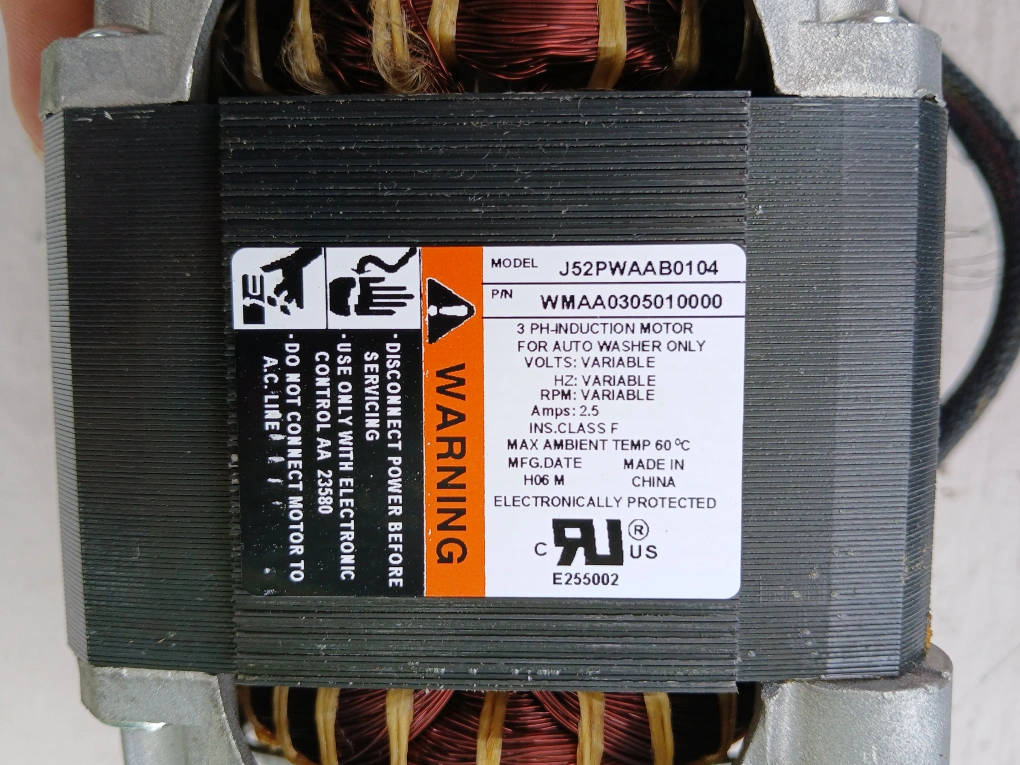 MODEL J52PWAAB0104
P/N WMAA0305010000
3 PH-INDUCTION MOTOR
FOR AUTO WASHER ONLY
VOLTS: VARIABLE
HZ: VARIABLE
RPM: VARIABLE
Amps: 2.5
INS.CLASS F
MAX AMBIENT TEMP 60 ºC
MFG.DATE MADE IN
H06 M CHINA
ELECTRONICALLY PROTECTED
C RU ® US
E255002
WARNING
·DISCONNECT POWER BEFORE
SERVICING
·USE ONLY WITH ELECTRONIC
CONTROL AA 23580
·DO NOT CONNECT MOTOR TO
A.C. LINE